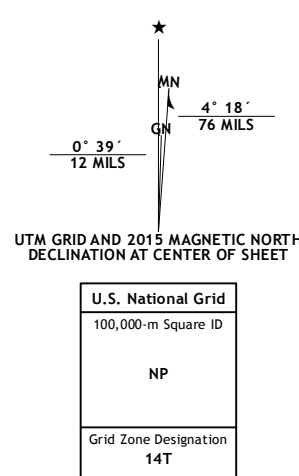 MN
GN
4° 18´
76 MILS
0° 39´
12 MILS
UTM GRID AND 2015 MAGNETIC NORTH
DECLINATION AT CENTER OF SHEET
U.S. National Grid
100,000-m Square ID
NP
Grid Zone Designation
14T